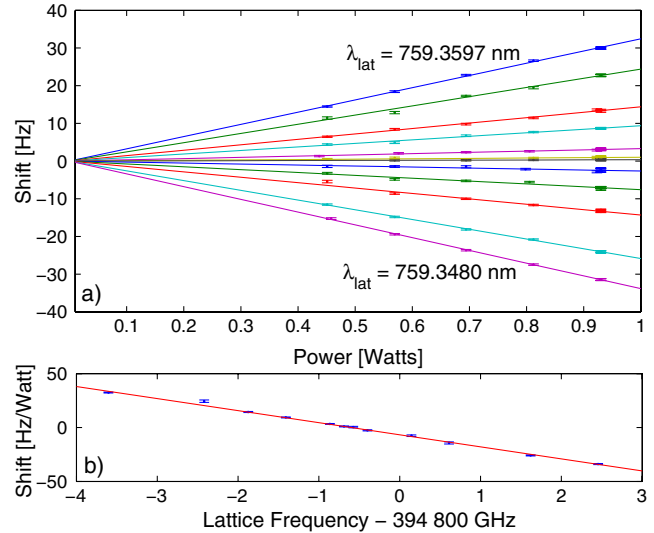 40
30
20
10
0
−10
−20
−30
−40
Shift [Hz]
λlat = 759.3597 nm
λlat = 759.3480 nm
a)
0.1 0.2 0.3 0.4 0.5 0.6 0.7 0.8 0.9 1
Power [Watts]
50
0
−50
Shift [Hz/Watt]
b)
−4 −3 −2 −1 0 1 2 3
Lattice Frequency − 394 800 GHz